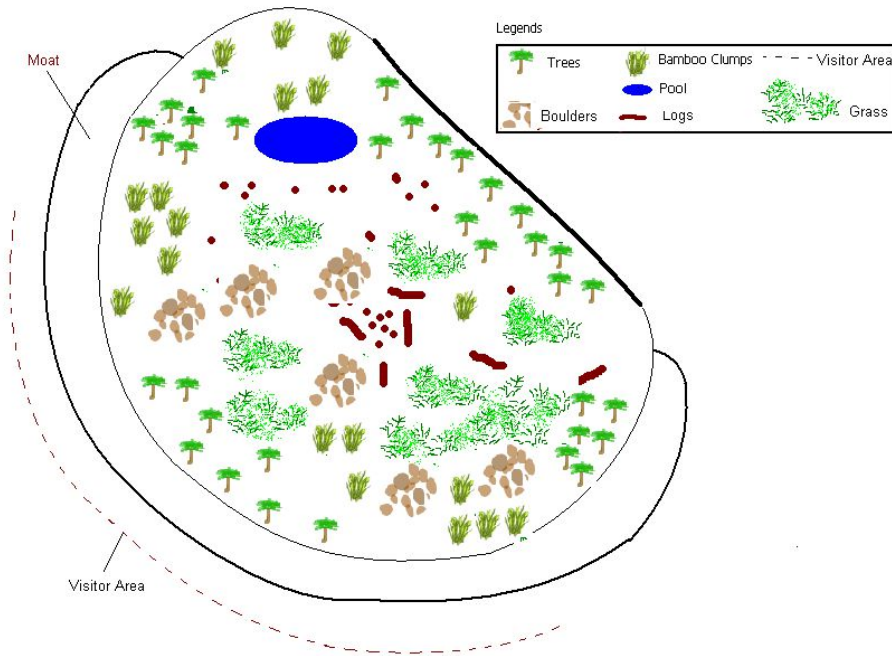 Legends
Trees
Bamboo Clumps
Visitor Area
Pool
Boulders
Logs
Grass
Moat
Visitor Area